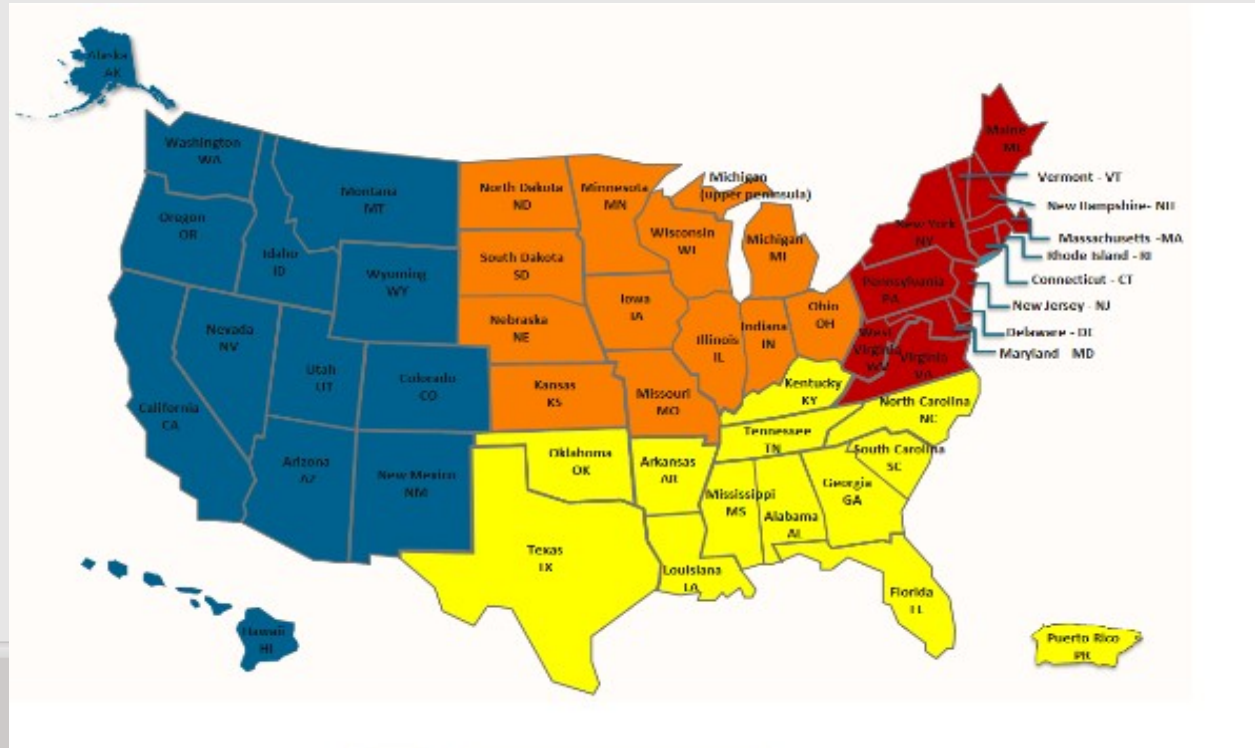 Alaska
AK
Washington
WA
Oregon
OR
Idaho
ID
Montana
MT
Wyoming
WY
Nevada
NV
Utah
UT
Colorado
CO
California
CA
Arizona
AZ
New Mexico
NM
Hawaii
HI
North Dakota
ND
South Dakota
SD
Nebraska
NE
Kansas
KS
Minnesota
MN
Iowa
IA
Missouri
MO
Wisconsin
WI
Illinois
IL
Michigan
(upper peninsula)
Michigan
MI
Indiana
IN
Ohio
OH
Oklahoma
OK
Texas
TX
Arkansas
AR
Louisiana
LA
Kentucky
KY
Tennessee
TN
Mississippi
MS
Alabama
AL
Georgia
GA
North Carolina
NC
South Carolina
SC
Florida
FL
Puerto Rico
PR
Maine
ME
New York
NY
Pennsylvania
PA
West
Virginia
WV
Virginia
VA
Vermont - VT
New Hampshire- NH
Massachusetts -MA
Rhode Island - RI
Connecticut - CT
New Jersey - NJ
Delaware - DE
Maryland - MD